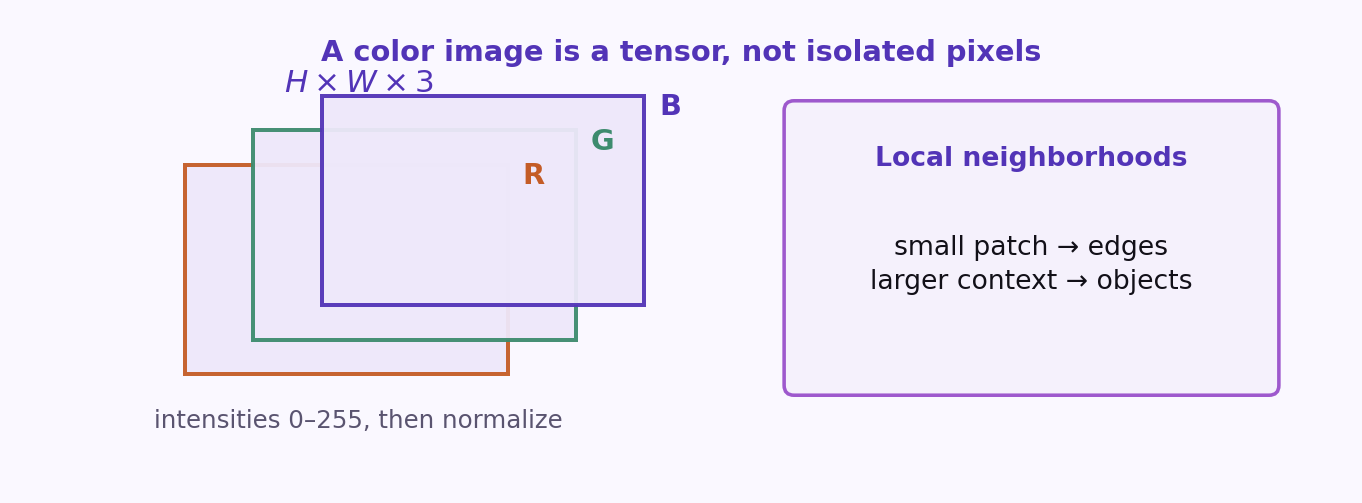 A color image is a tensor, not isolated pixels
H × W × 3
B
G
R
intensities 0–255, then normalize
Local neighborhoods
small patch → edges
larger context → objects